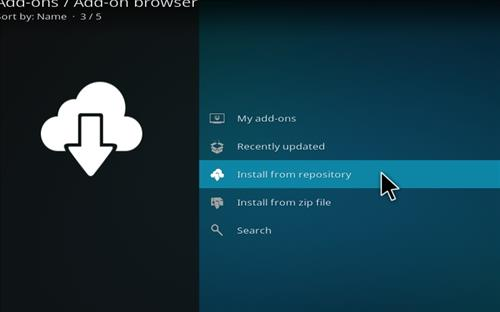 Add-ons / Add-on browser
Sort by: Name · 3 / 5
My add-ons
Recently updated
Install from repository
Install from zip file
Search